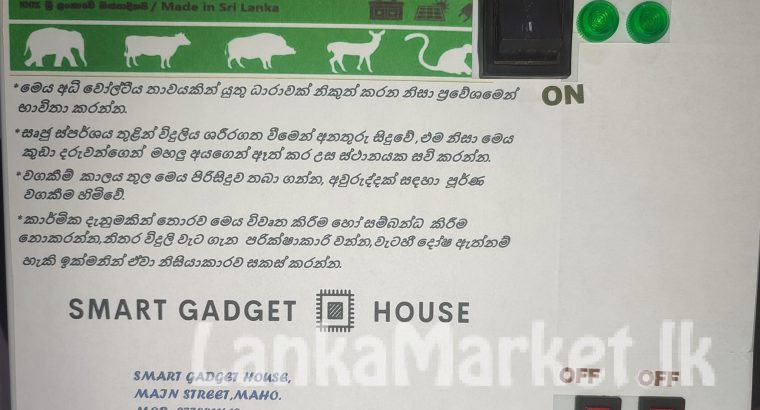 100% ශ්‍රී ලංකාවේ නිෂ්පාදිතයි / Made in Sri Lanka
ON
*මෙය අධි වෝල්ටීය තාවයකින් යුතු ධාරාවක් නිකුත් කරන නිසා ප්‍රවේශමෙන්
භාවිතා කරන්න.
*සෘජු ස්පර්ශය තුළින් විදුලිය ශරීරගත වීමෙන් අනතුරු සිදුවේ,එම නිසා මෙය
කුඩා දරුවන්ගෙන් මහලු අයගෙන් ඈත් කර උස ස්ථානයක සවි කරන්න.
*වගකීම් කාලය තුල මෙය පිරිසිදුව තබා ගන්න, අවුරුද්දක් සඳහා පූර්ණ
වගකීම හිමිවේ.
*කාර්මික දැනුමකින් තොරව මෙය විවෘත කිරීම හෝ සම්බන්ධ කිරීම
නොකරන්න,නිතර විදුලි වැට ගැන පරික්ෂාකාරී වන්න,වැටහී දෝෂ ඇත්නම්
හැකි ඉක්මනින් ඒවා නිසියාකාරව සකස් කරන්න.
SMART GADGET HOUSE
LankaMarket.lk
SMART GADGET HOUSE,
MAIN STREET,MAHO.
OFF OFF